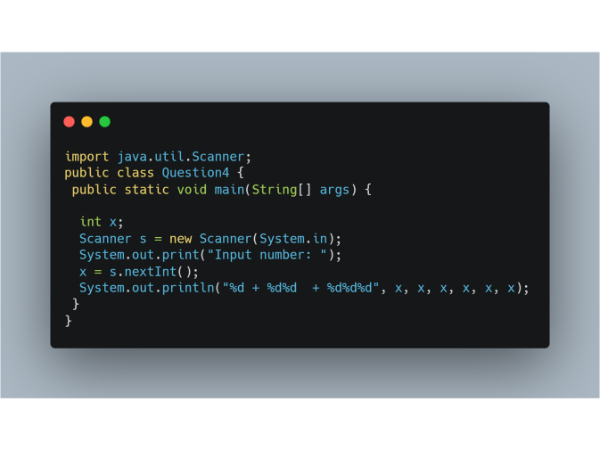 import java.util.Scanner;
public class Question4 {
public static void main(String[] args) {
int x;
Scanner s = new Scanner(System.in);
System.out.print("Input number: ");
x = s.nextInt();
System.out.println("%d + %d%d  + %d%d%d", x, x, x, x, x, x);
}
}